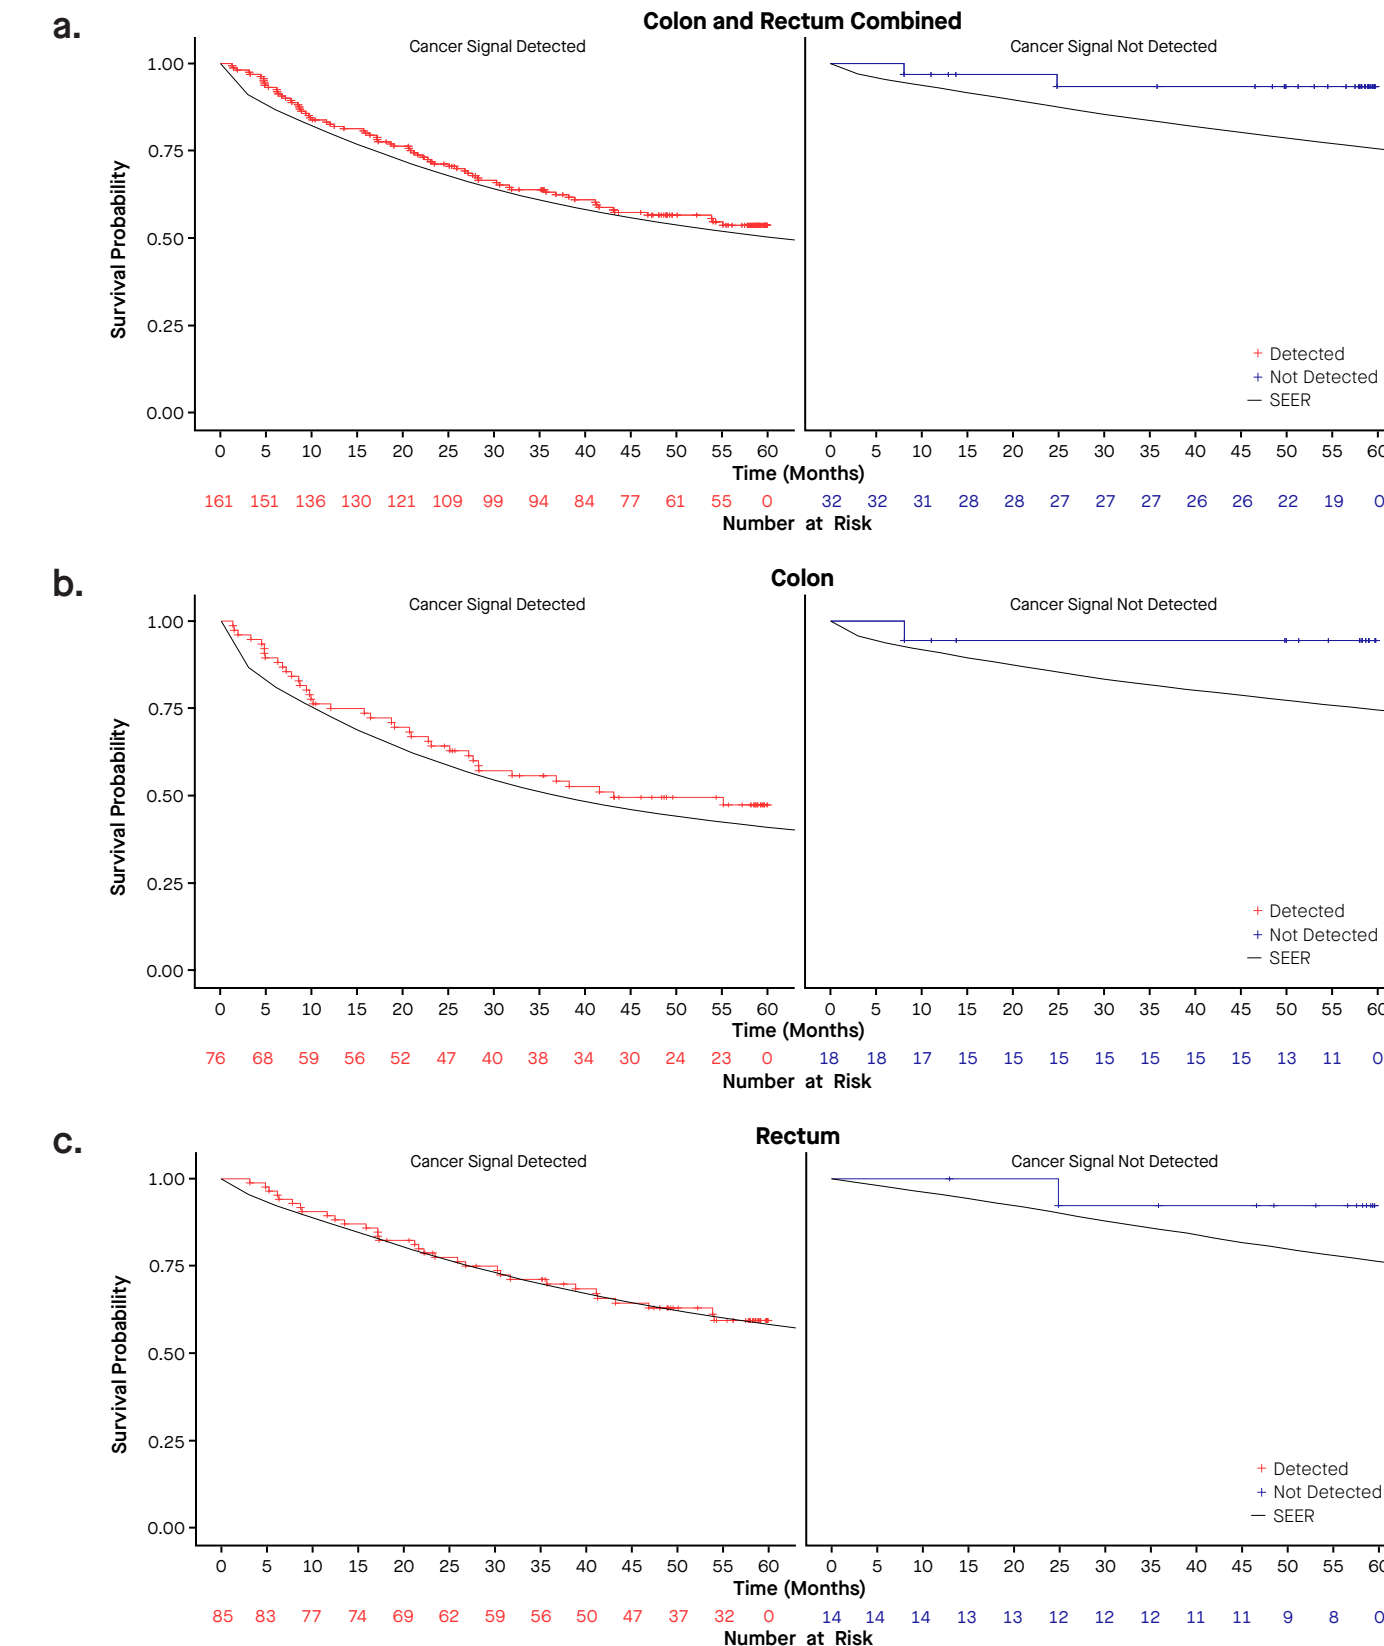 a.
Colon and Rectum Combined
Cancer Signal Detected
Cancer Signal Not Detected
Survival Probability
1.00
0.75
0.50
0.25
0.00
+ Detected
+ Not Detected
— SEER
0 5 10 15 20 25 30 35 40 45 50 55 60
0 5 10 15 20 25 30 35 40 45 50 55 60
Time (Months)
161 151 136 130 121 109 99 94 84 77 61 55 0
32 32 31 28 28 27 27 27 26 26 22 19 0
Number at Risk
b.
Colon
Cancer Signal Detected
Cancer Signal Not Detected
Survival Probability
1.00
0.75
0.50
0.25
0.00
+ Detected
+ Not Detected
— SEER
0 5 10 15 20 25 30 35 40 45 50 55 60
0 5 10 15 20 25 30 35 40 45 50 55 60
Time (Months)
76 68 59 56 52 47 40 38 34 30 24 23 0
18 18 17 15 15 15 15 15 15 15 13 11 0
Number at Risk
c.
Rectum
Cancer Signal Detected
Cancer Signal Not Detected
Survival Probability
1.00
0.75
0.50
0.25
0.00
+ Detected
+ Not Detected
— SEER
0 5 10 15 20 25 30 35 40 45 50 55 60
0 5 10 15 20 25 30 35 40 45 50 55 60
Time (Months)
85 83 77 74 69 62 59 56 50 47 37 32 0
14 14 14 13 13 12 12 12 11 11 9 8 0
Number at Risk